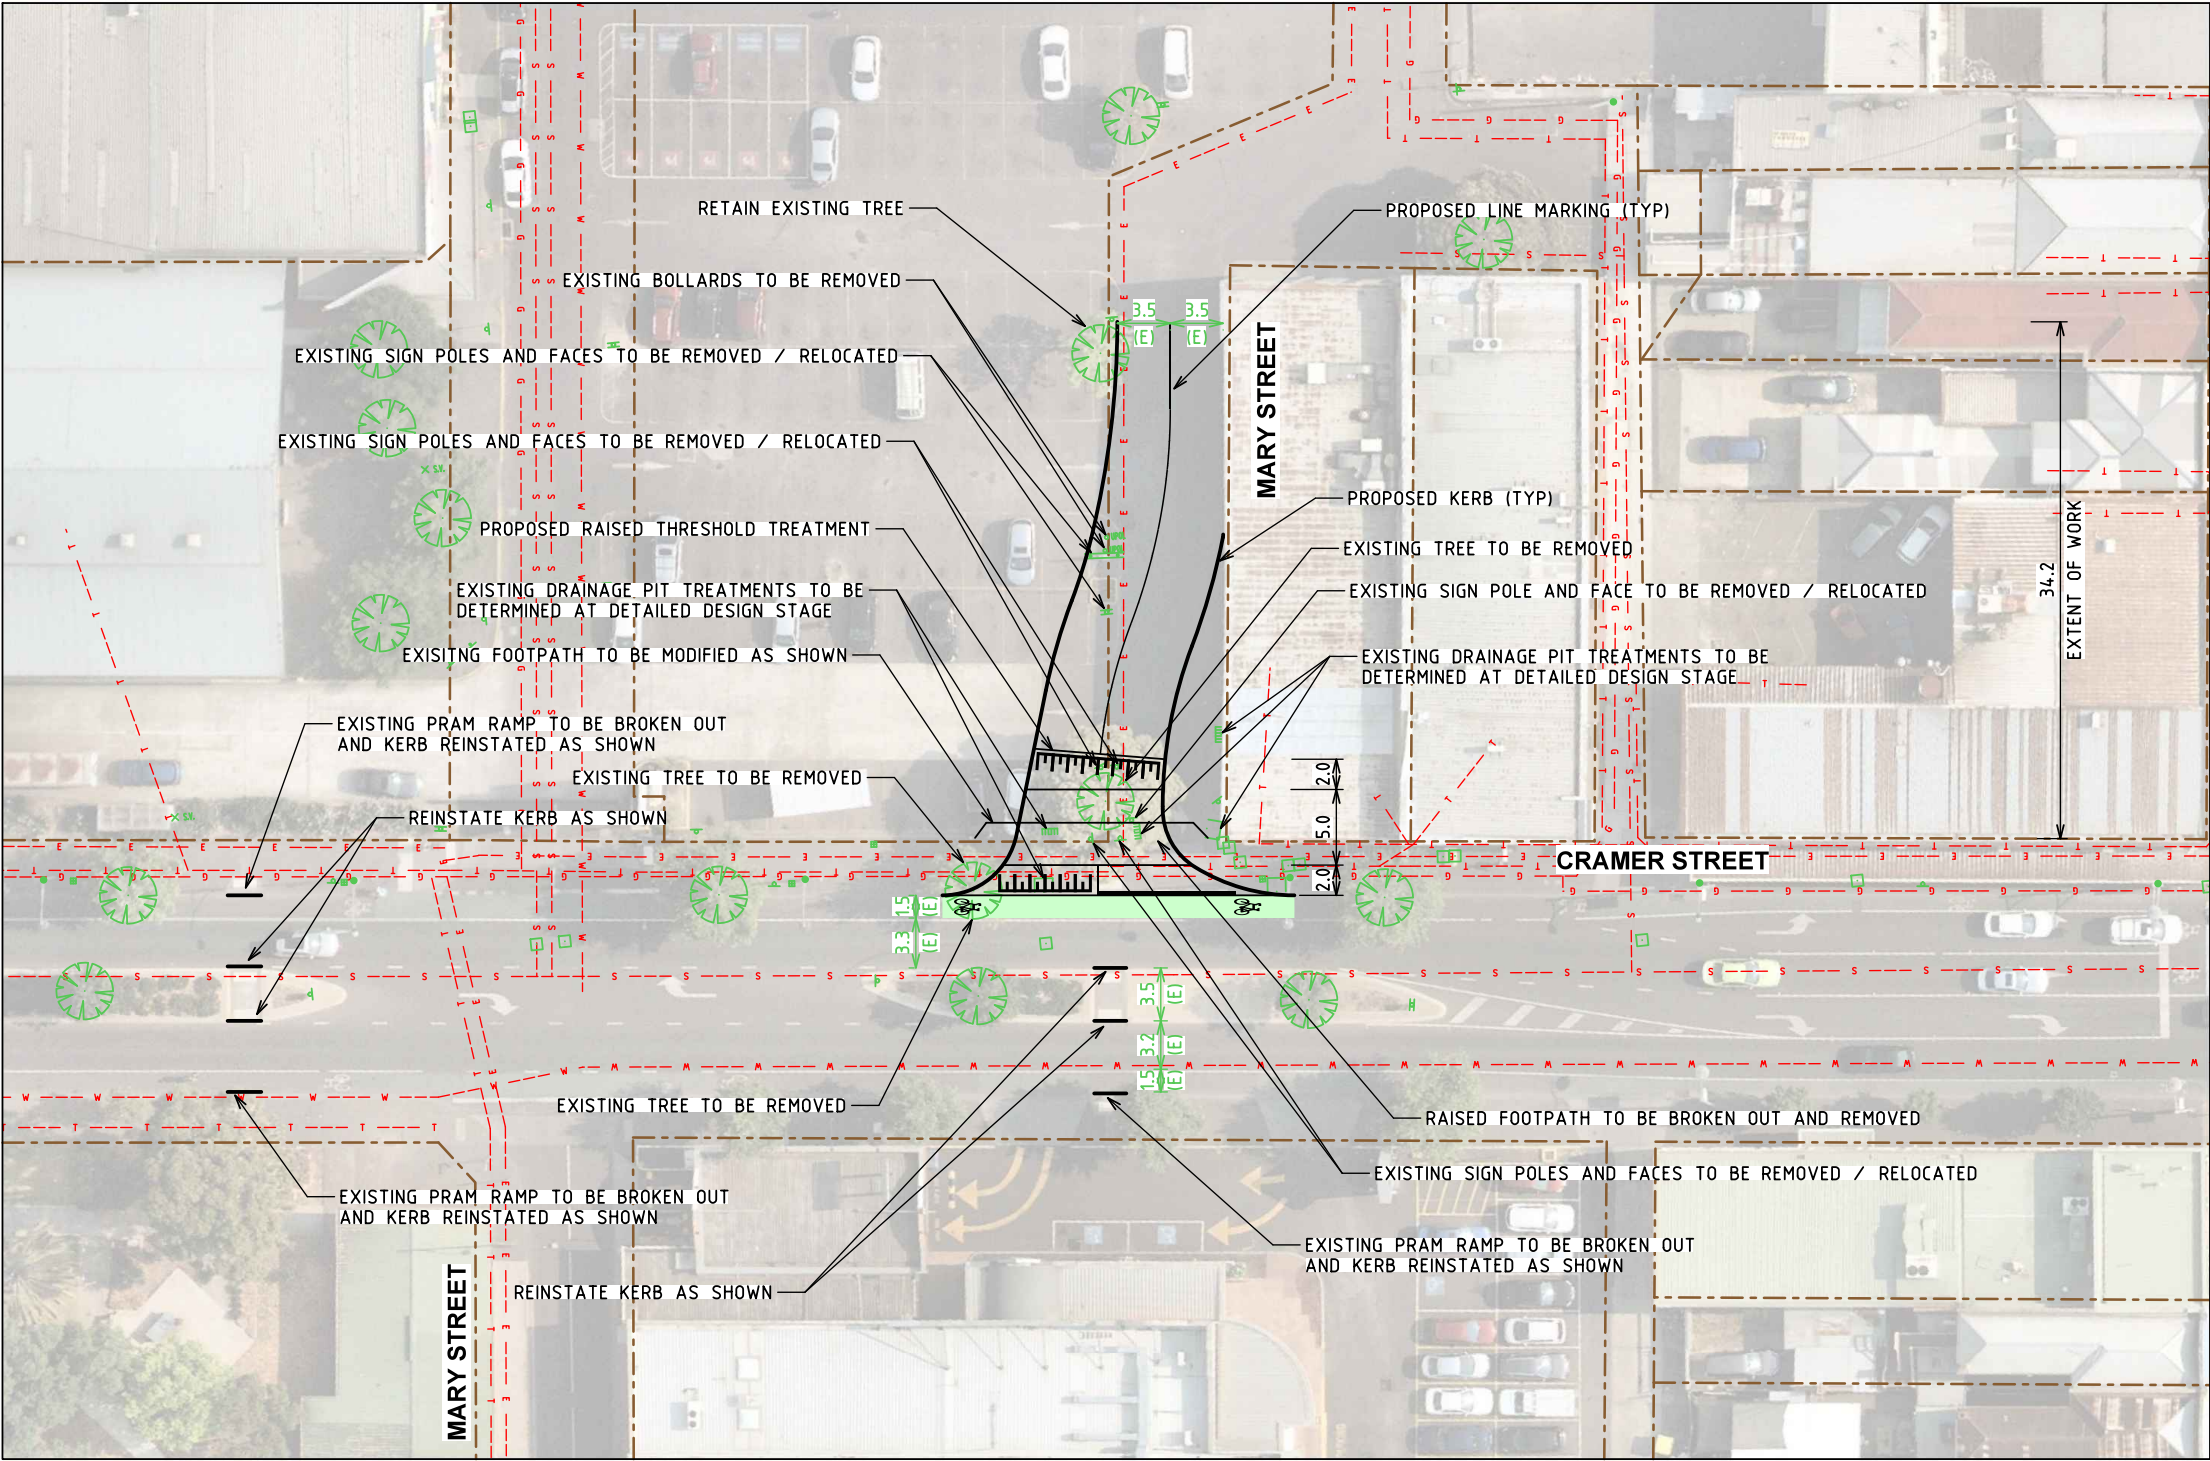 RETAIN EXISTING TREE
PROPOSED LINE MARKING (TYP)
EXISTING BOLLARDS TO BE REMOVED
3.5
(E)
3.5
(E)
MARY STREET
EXISTING SIGN POLES AND FACES TO BE REMOVED / RELOCATED
EXISTING SIGN POLES AND FACES TO BE REMOVED / RELOCATED
x S.V.
PROPOSED KERB (TYP)
PROPOSED RAISED THRESHOLD TREATMENT
EXISTING TREE TO BE REMOVED
34.2
EXTENT OF WORK
EXISTING DRAINAGE PIT TREATMENTS TO BE
DETERMINED AT DETAILED DESIGN STAGE
EXISTING SIGN POLE AND FACE TO BE REMOVED / RELOCATED
EXISITNG FOOTPATH TO BE MODIFIED AS SHOWN
EXISTING DRAINAGE PIT TREATMENTS TO BE
DETERMINED AT DETAILED DESIGN STAGE
EXISTING PRAM RAMP TO BE BROKEN OUT
AND KERB REINSTATED AS SHOWN
EXISTING TREE TO BE REMOVED
2.0
5.0
2.0
x S.V.
REINSTATE KERB AS SHOWN
CRAMER STREET
1.5
(E)
3.3
(E)
3.5
(E)
3.2
(E)
1.5
(E)
EXISTING TREE TO BE REMOVED
RAISED FOOTPATH TO BE BROKEN OUT AND REMOVED
EXISTING SIGN POLES AND FACES TO BE REMOVED / RELOCATED
EXISTING PRAM RAMP TO BE BROKEN OUT
AND KERB REINSTATED AS SHOWN
EXISTING PRAM RAMP TO BE BROKEN OUT
AND KERB REINSTATED AS SHOWN
REINSTATE KERB AS SHOWN
MARY STREET